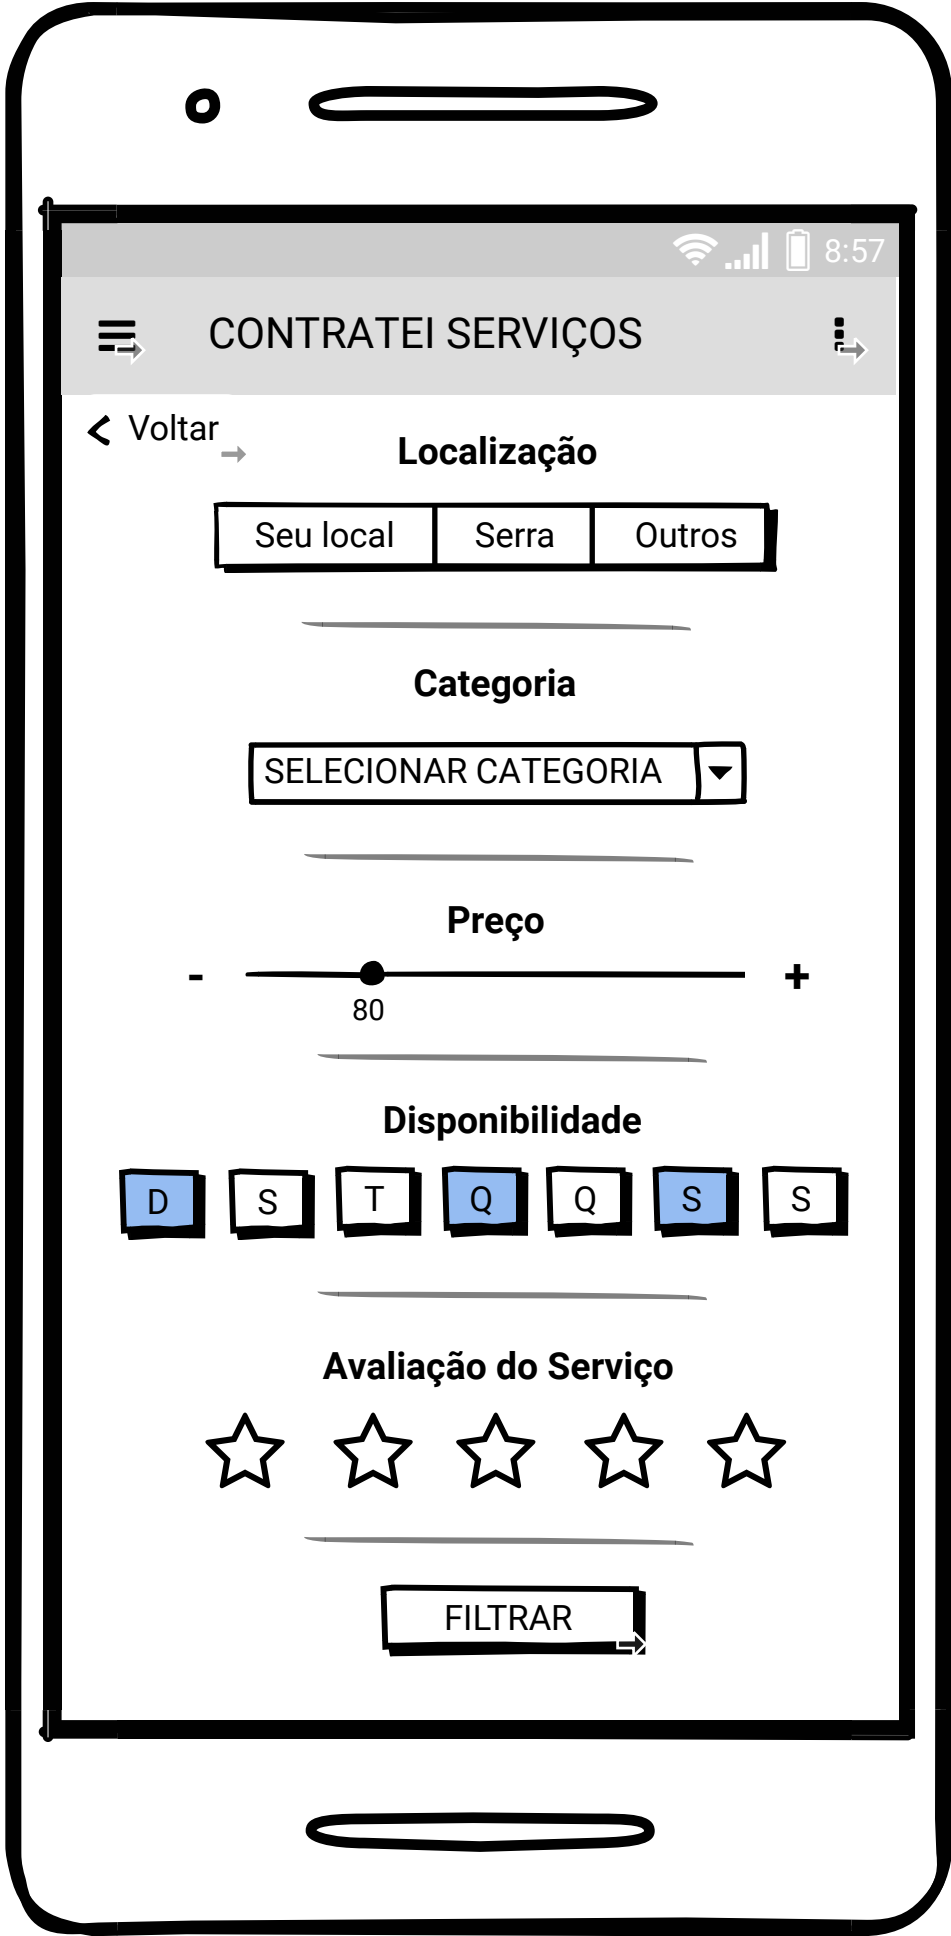 8:57
CONTRATEI SERVIÇOS
Voltar
Localização
Seu local Serra Outros
Categoria
SELECIONAR CATEGORIA
Preço
- +
80
Disponibilidade
D S T Q Q S S
Avaliação do Serviço
FILTRAR